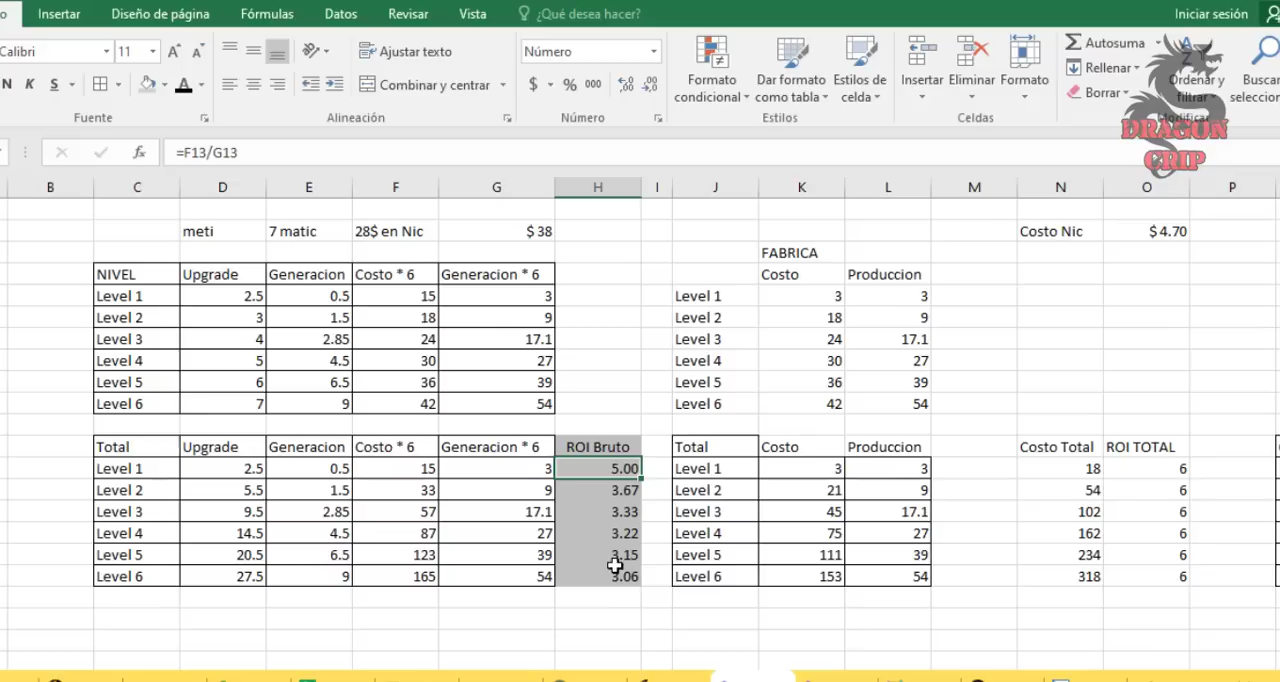 o Insertar Diseño de página Fórmulas Datos Revisar Vista ¿Qué desea hacer? Iniciar sesión
Calibri 11 A A Ajustar texto Número Autosuma
Rellenar
N K S A Combinar y centrar $ % 000 Formato condicional Dar formato como tabla Estilos de celda Insertar Eliminar Formato Borrar Ordenar y filtrar Buscar seleccion
Fuente Alineación Número Estilos Celdas Modificar
DRAGON
CRIP
fx =F13/G13
B C D E F G H I J K L M N O P
meti 7 matic 28$ en Nic $ 38 Costo Nic $ 4.70
FABRICA
NIVEL Upgrade Generacion Costo * 6 Generacion * 6 Costo Produccion
Level 1 2.5 0.5 15 3 Level 1 3 3
Level 2 3 1.5 18 9 Level 2 18 9
Level 3 4 2.85 24 17.1 Level 3 24 17.1
Level 4 5 4.5 30 27 Level 4 30 27
Level 5 6 6.5 36 39 Level 5 36 39
Level 6 7 9 42 54 Level 6 42 54
Total Upgrade Generacion Costo * 6 Generacion * 6 ROI Bruto Total Costo Produccion Costo Total ROI TOTAL
Level 1 2.5 0.5 15 3 5.00 Level 1 3 3 18 6
Level 2 5.5 1.5 33 9 3.67 Level 2 21 9 54 6
Level 3 9.5 2.85 57 17.1 3.33 Level 3 45 17.1 102 6
Level 4 14.5 4.5 87 27 3.22 Level 4 75 27 162 6
Level 5 20.5 6.5 123 39 3.15 Level 5 111 39 234 6
Level 6 27.5 9 165 54 3.06 Level 6 153 54 318 6